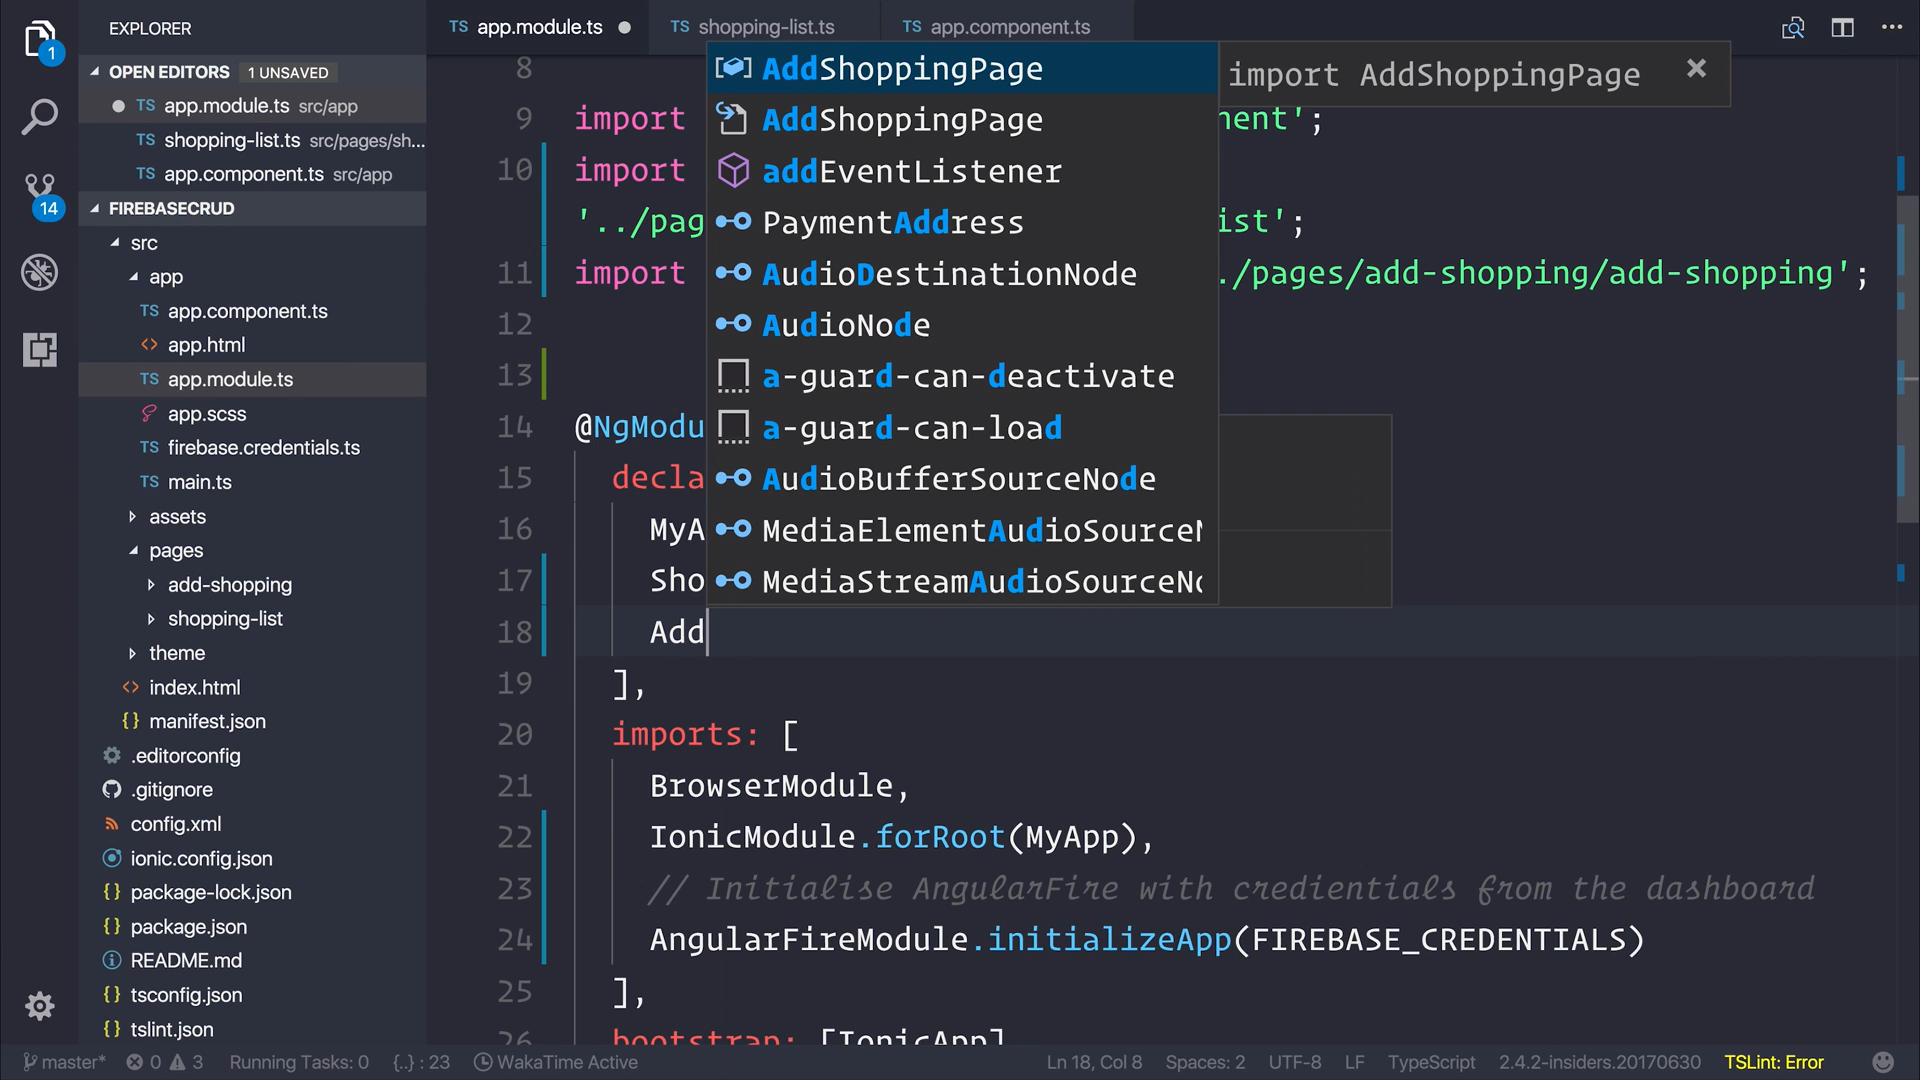 EXPLORER
OPEN EDITORS 1 UNSAVED
TS app.module.ts src/app
TS shopping-list.ts src/pages/sh...
TS app.component.ts src/app
1
14
FIREBASECRUD
src
app
TS app.component.ts
<> app.html
TS app.module.ts
app.scss
TS firebase.credentials.ts
TS main.ts
assets
pages
add-shopping
shopping-list
theme
<> index.html
{} manifest.json
.editorconfig
.gitignore
config.xml
ionic.config.json
{} package-lock.json
{} package.json
README.md
{} tsconfig.json
{} tslint.json
TS app.module.ts
TS shopping-list.ts
TS app.component.ts
AddShoppingPage
AddShoppingPage
addEventListener
PaymentAddress
AudioDestinationNode
AudioNode
a-guard-can-deactivate
a-guard-can-load
AudioBufferSourceNode
MediaElementAudioSourceN
MediaStreamAudioSourceNo
import AddShoppingPage
8
9 import nent';
10 import
'../pag ist';
11 import ./pages/add-shopping/add-shopping';
12
13
14 @NgModu
15 decla
16 MyA
17 Sho
18 Add
19 ],
20 imports: [
21 BrowserModule,
22 IonicModule.forRoot(MyApp),
23 // Initialise AngularFire with credientials from the dashboard
24 AngularFireModule.initializeApp(FIREBASE_CREDENTIALS)
25 ],
26 bootstrap: [IonicApp]
master* 0 3 Running Tasks: 0 {..} : 23 WakaTime Active Ln 18, Col 8 Spaces: 2 UTF-8 LF TypeScript 2.4.2-insiders.20170630 TSLint: Error